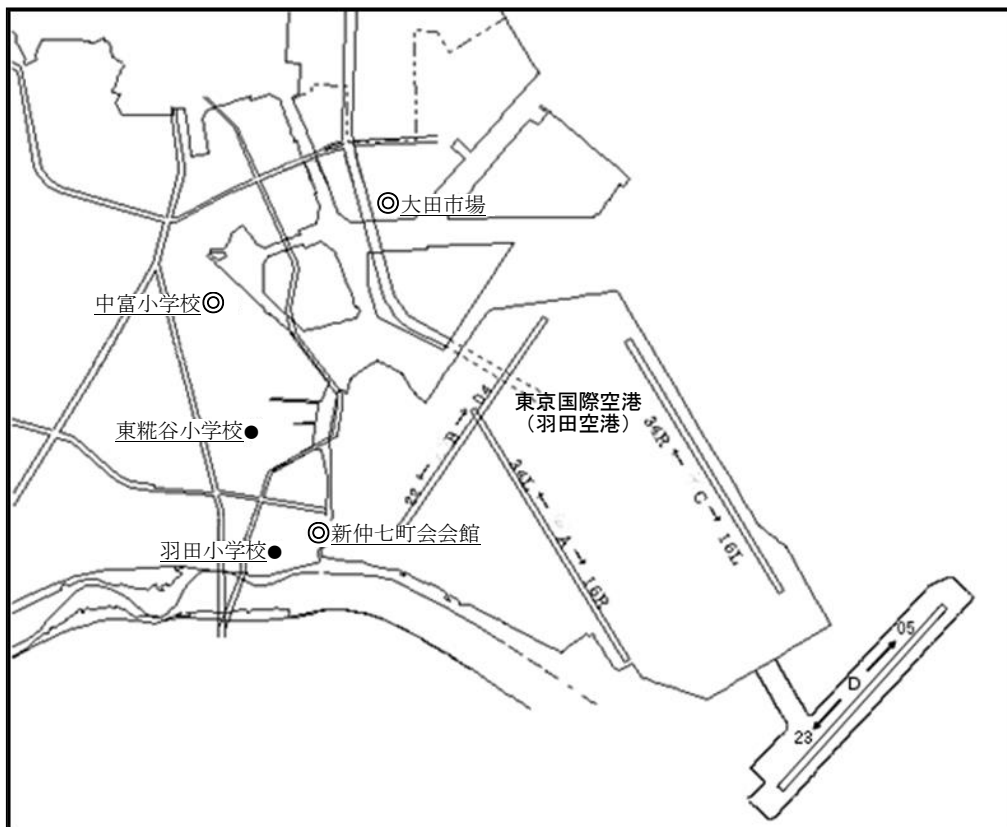 ◎大田市場
中富小学校◎
東京国際空港
（羽田空港）
東糀谷小学校●
新仲七町会会館
◎
羽田小学校●
22 ← B → 04
34L ← A → 16R
34R ← C → 16L
05
D
23